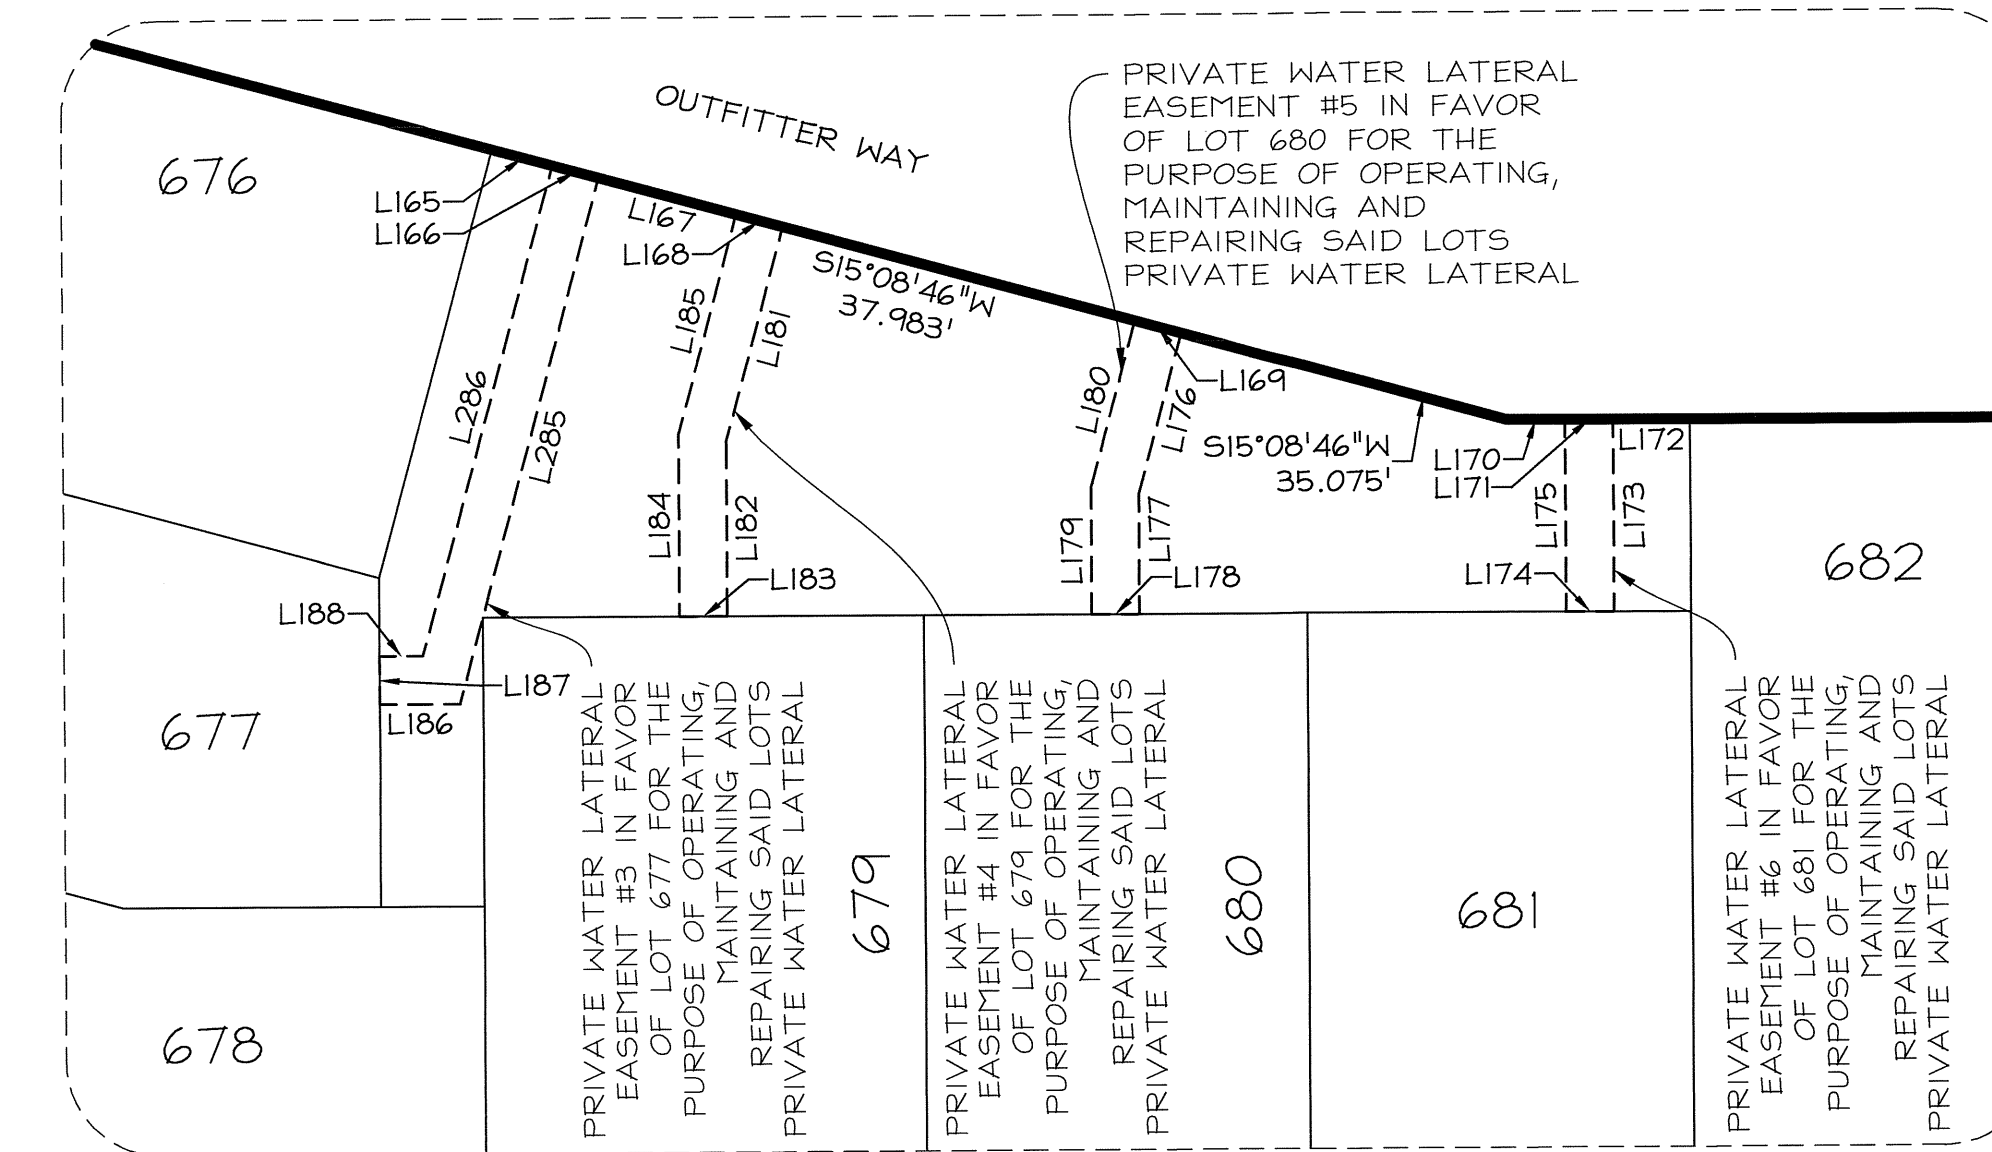 OUTFITTER WAY
PRIVATE WATER LATERAL
EASEMENT #5 IN FAVOR
OF LOT 680 FOR THE
PURPOSE OF OPERATING,
MAINTAINING AND
REPAIRING SAID LOTS
PRIVATE WATER LATERAL
676
L165
L166
L167
L168
S15°08'46"W
37.983'
L185
L181
L286
L285
L180
L176
L169
S15°08'46"W
35.075'
L170
L171
L172
L184
L182
L183
L179
L177
L178
L175
L173
L174
682
L188
L187
L186
677
678
PRIVATE WATER LATERAL
EASEMENT #3 IN FAVOR
OF LOT 677 FOR THE
PURPOSE OF OPERATING,
MAINTAINING AND
REPAIRING SAID LOTS
PRIVATE WATER LATERAL
679
PRIVATE WATER LATERAL
EASEMENT #4 IN FAVOR
OF LOT 679 FOR THE
PURPOSE OF OPERATING,
MAINTAINING AND
REPAIRING SAID LOTS
PRIVATE WATER LATERAL
680
681
PRIVATE WATER LATERAL
EASEMENT #6 IN FAVOR
OF LOT 681 FOR THE
PURPOSE OF OPERATING,
MAINTAINING AND
REPAIRING SAID LOTS
PRIVATE WATER LATERAL